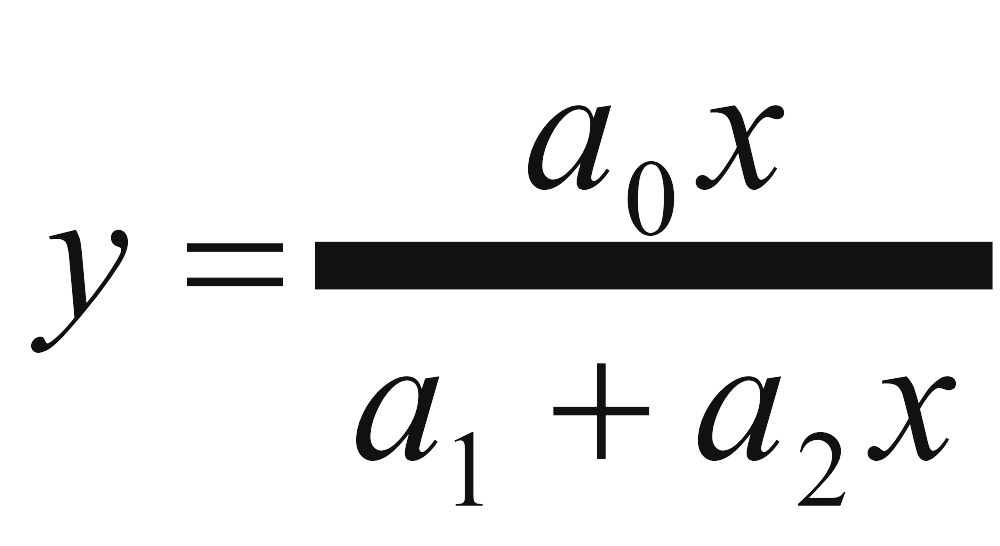 y = a₀x / (a₁ + a₂x)